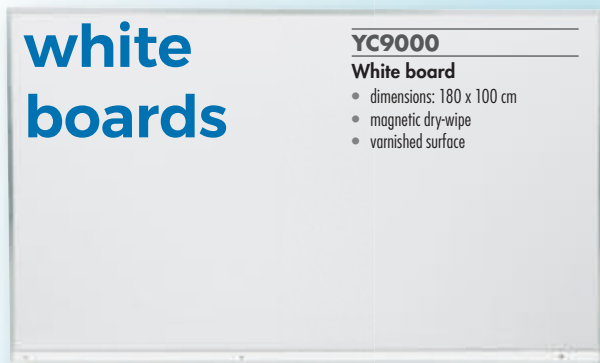 white
boards
YC9000
White board
• dimensions: 180 x 100 cm
• magnetic dry-wipe
• varnished surface